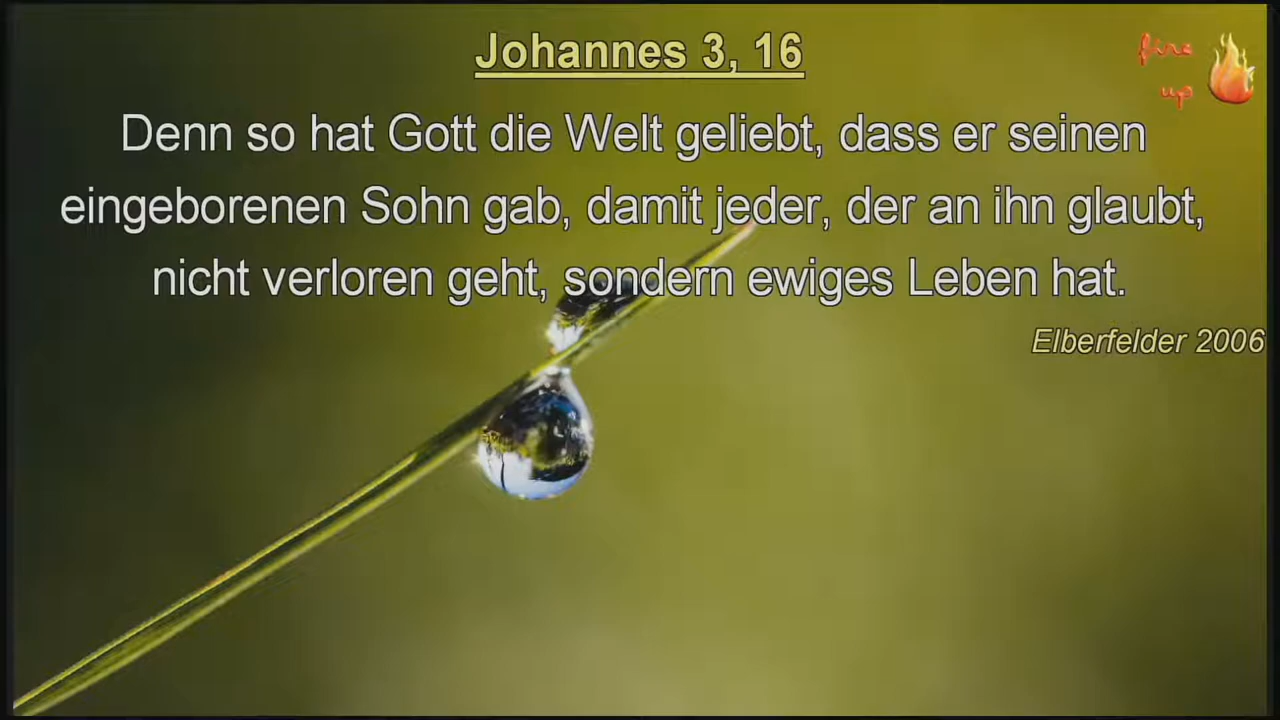 Johannes 3, 16
fire
up
Denn so hat Gott die Welt geliebt, dass er seinen
eingeborenen Sohn gab, damit jeder, der an ihn glaubt,
nicht verloren geht, sondern ewiges Leben hat.
Elberfelder 2006